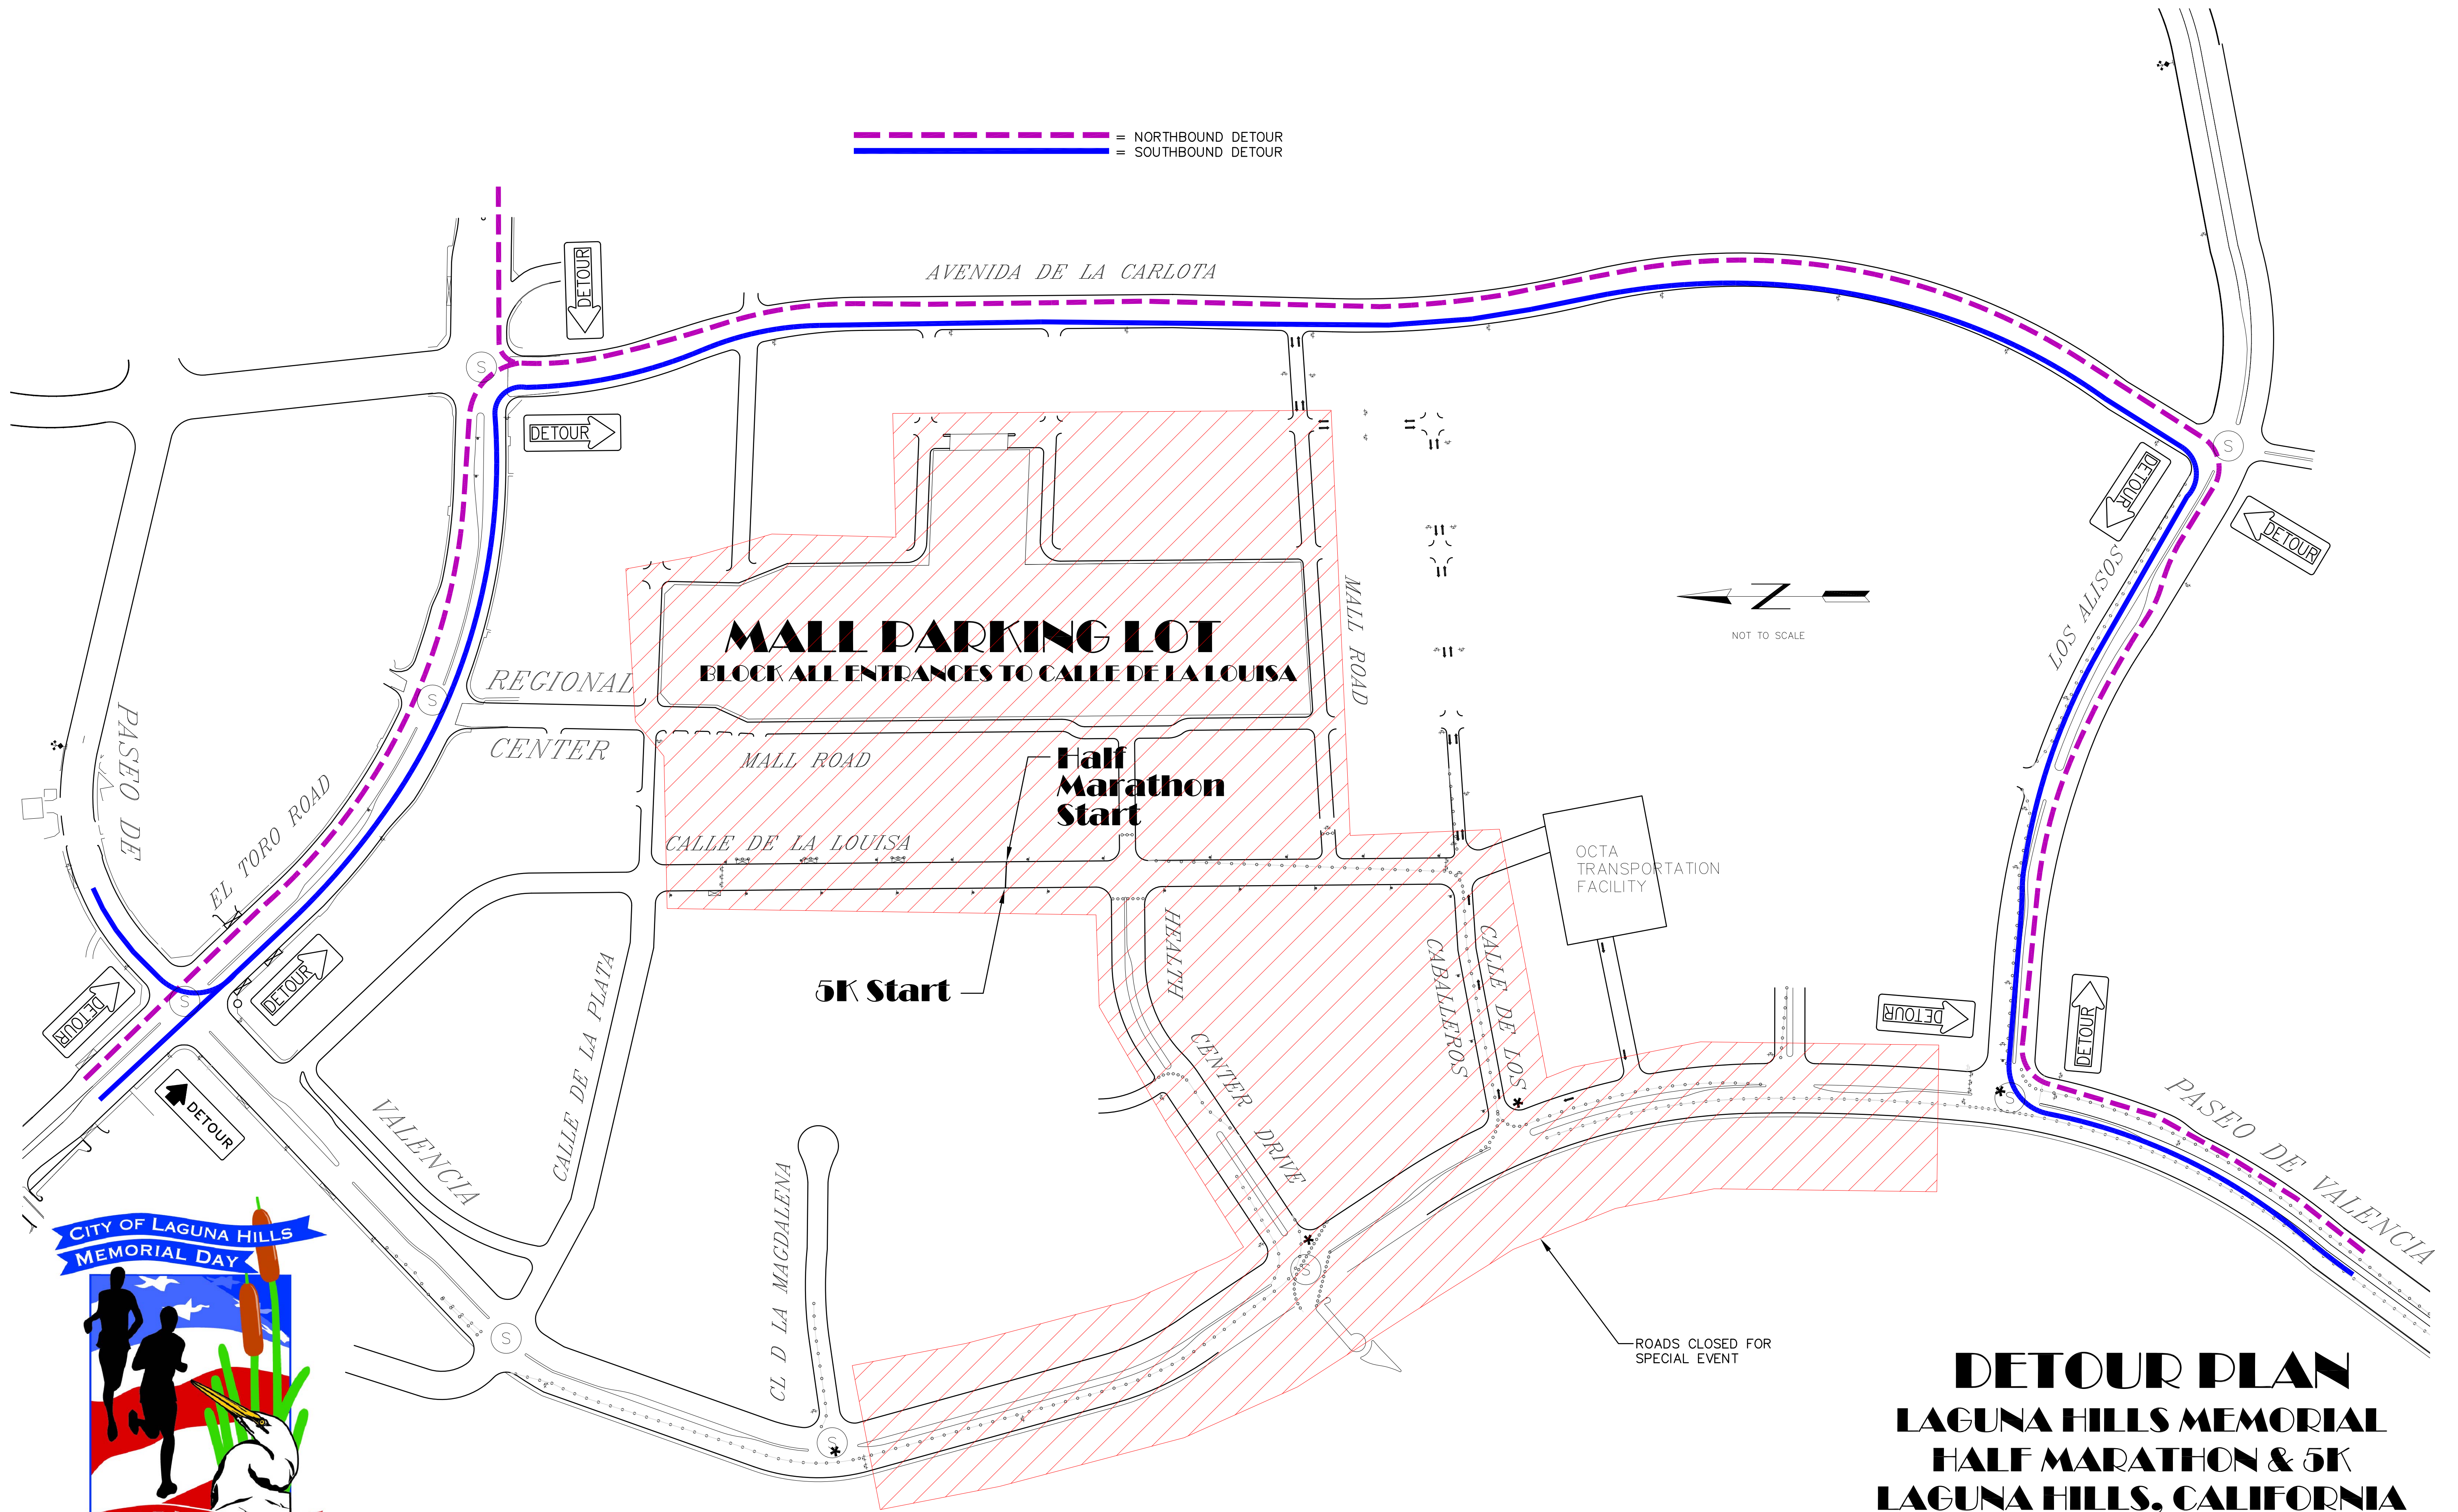 = NORTHBOUND DETOUR
= SOUTHBOUND DETOUR
AVENIDA DE LA CARLOTA
DETOUR
DETOUR
S
S
DETOUR
DETOUR
LOS ALISOS
N
NOT TO SCALE
MALL PARKING LOT
BLOCK ALL ENTRANCES TO CALLE DE LA LOUISA
MALL ROAD
REGIONAL
CENTER
S
PASEO DE
EL TORO ROAD
MALL ROAD
Half
Marathon
Start
CALLE DE LA LOUISA
OCTA
TRANSPORTATION
FACILITY
5K Start
HEALTH
CENTER
DRIVE
CABALLEROS
CALLE DE LOS
CALLE DE LA PLATA
VALENCIA
DETOUR
DETOUR
DETOUR
S
DETOUR
DETOUR
S
PASEO DE VALENCIA
CL D LA MAGDALENA
S
S
S
ROADS CLOSED FOR
SPECIAL EVENT
CITY OF LAGUNA HILLS
MEMORIAL DAY
DETOUR PLAN
LAGUNA HILLS MEMORIAL
HALF MARATHON & 5K
LAGUNA HILLS, CALIFORNIA